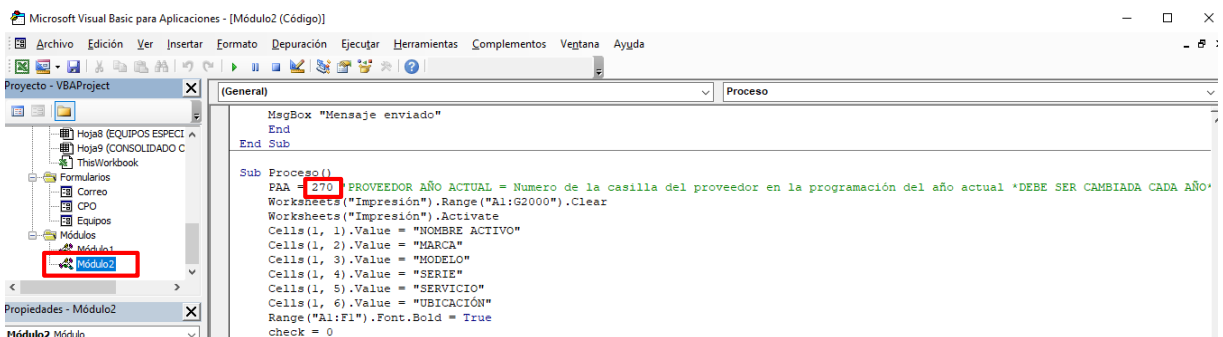 Microsoft Visual Basic para Aplicaciones - [Módulo2 (Código)]
Archivo Edición Ver Insertar Formato Depuración Ejecutar Herramientas Complementos Ventana Ayuda
Proyecto - VBAProject
(General)
Proceso
Hoja8 (EQUIPOS ESPECI
Hoja9 (CONSOLIDADO C
ThisWorkbook
Formularios
Correo
CPO
Equipos
Módulos
Módulo1
Módulo2
Propiedades - Módulo2
Módulo2 Módulo
MsgBox "Mensaje enviado"
End
End Sub
Sub Proceso()
PAA = 270 'PROVEEDOR AÑO ACTUAL = Numero de la casilla del proveedor en la programación del año actual *DEBE SER CAMBIADA CADA AÑO*
Worksheets("Impresión").Range("A1:G2000").Clear
Worksheets("Impresión").Activate
Cells(1, 1).Value = "NOMBRE ACTIVO"
Cells(1, 2).Value = "MARCA"
Cells(1, 3).Value = "MODELO"
Cells(1, 4).Value = "SERIE"
Cells(1, 5).Value = "SERVICIO"
Cells(1, 6).Value = "UBICACIÓN"
Range("A1:F1").Font.Bold = True
check = 0